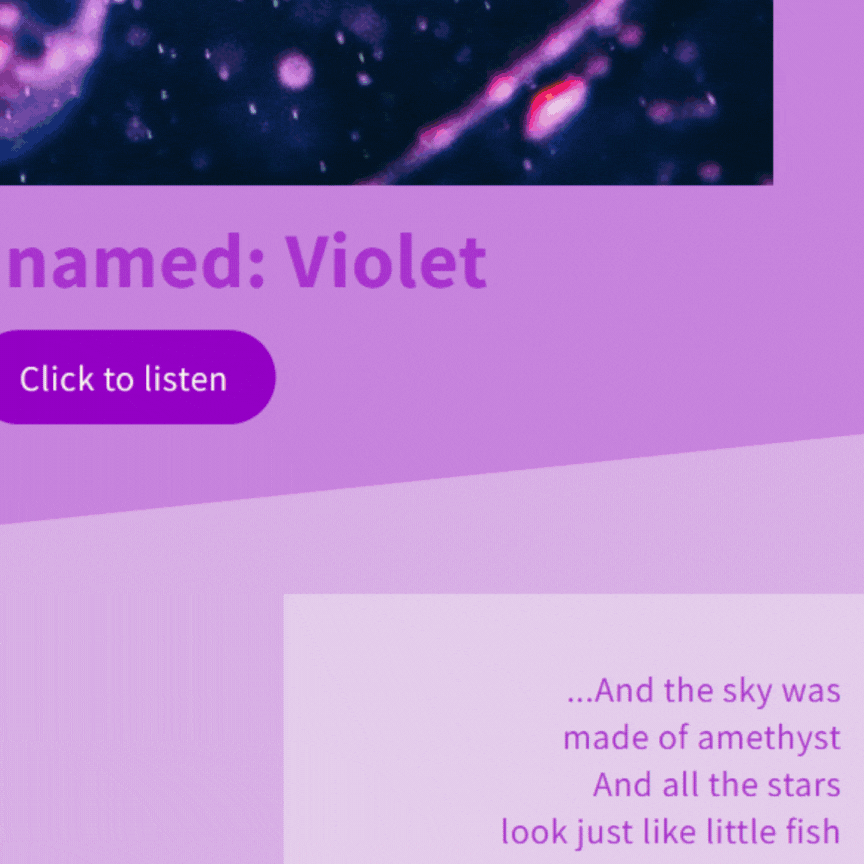 named: Violet
Click to listen
...And the sky was
made of amethyst
And all the stars
look just like little fish